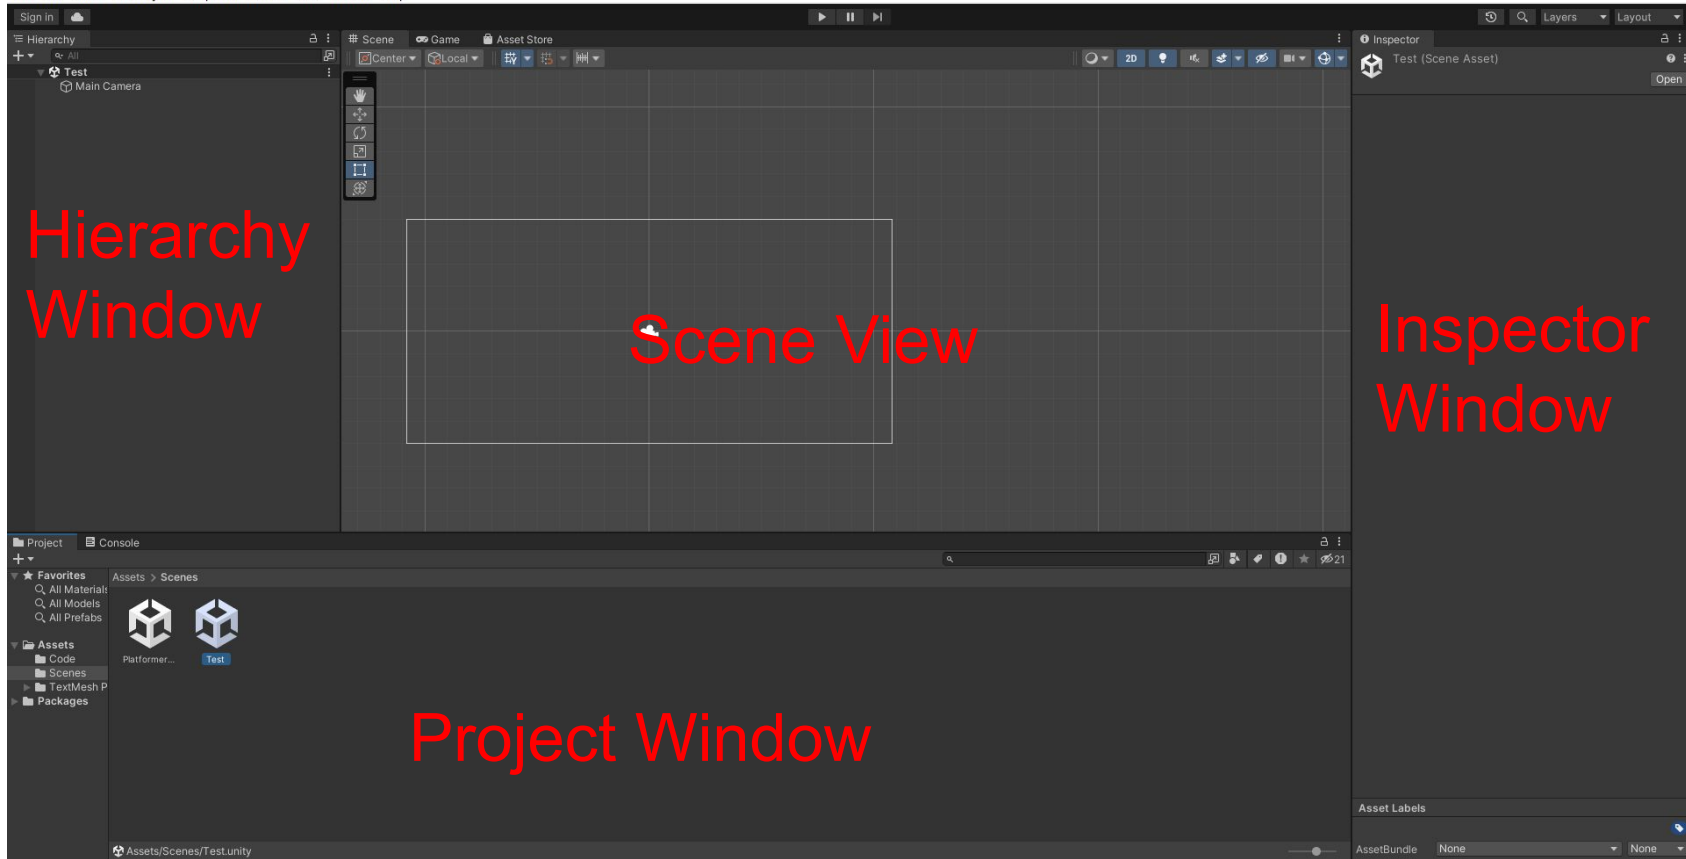 Sign in
Layers
Layout
Hierarchy
All
Test
Main Camera
Hierarchy
Window
Scene
Game
Asset Store
Center
Local
2D
Scene View
Inspector
Test (Scene Asset)
Open
Inspector
Window
Project
Console
21
Favorites
All Materials
All Models
All Prefabs
Assets
Code
Scenes
TextMesh P
Packages
Assets > Scenes
Platformer...
Test
Project Window
Assets/Scenes/Test.unity
Asset Labels
AssetBundle None None